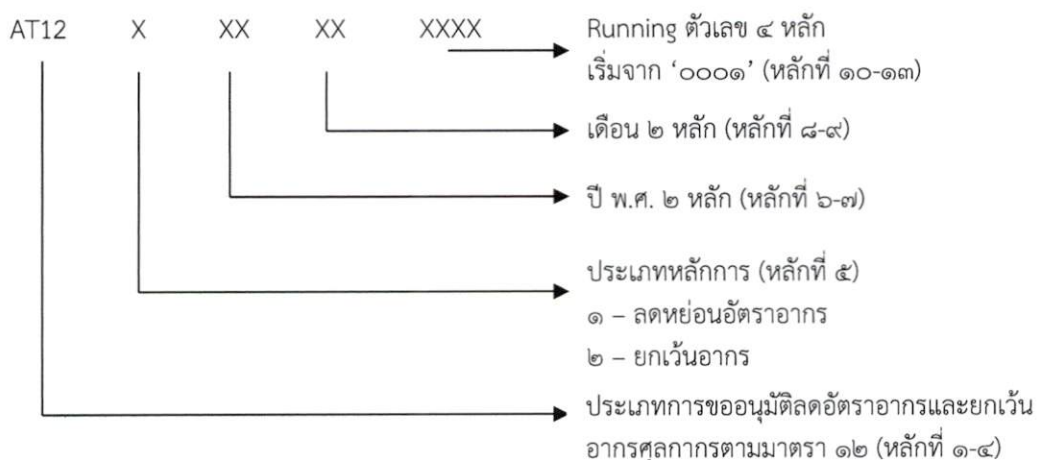 AT12 X XX XX XXXX Running ตัวเลข ๔ หลัก
เริ่มจาก ‘๐๐๐๑’ (หลักที่ ๑๐-๑๓)
เดือน ๒ หลัก (หลักที่ ๘-๙)
ปี พ.ศ. ๒ หลัก (หลักที่ ๖-๗)
ประเภทหลักการ (หลักที่ ๕)
๑ – ลดหย่อนอัตราอากร
๒ – ยกเว้นอากร
ประเภทการขออนุมัติลดอัตราอากรและยกเว้น
อากรศุลกากรตามมาตรา ๑๒ (หลักที่ ๑-๔)